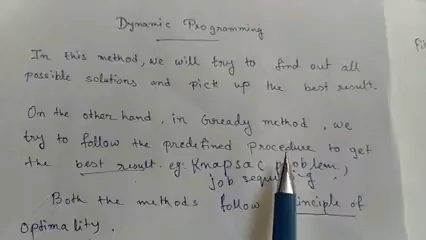 Dynamic Programming
In this method, we will try to find out all
possible solutions and pick up the best result.
On the other hand, in Gready method, we
try to follow the predefined procedure to get
the best result. eg. Knapsac problem,
job sequencing
Both the methods follow principle of
Optimality.